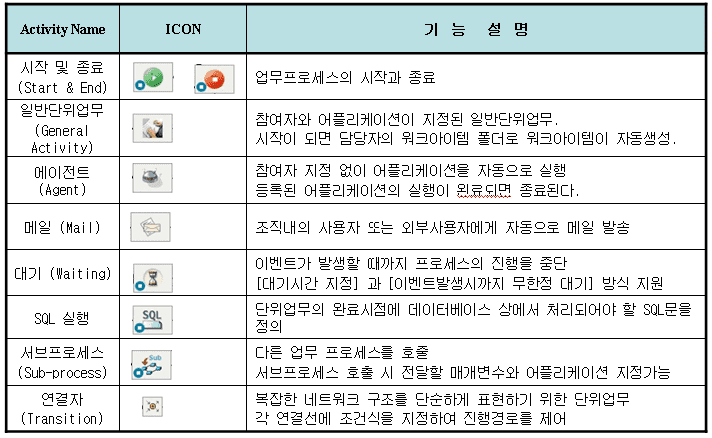 Activity Name ICON 기 능 설 명
시작 및 종료
(Start & End)
업무프로세스의 시작과 종료
일반단위업무
(General
Activity)
참여자와 어플리케이션이 지정된 일반단위업무.
시작이 되면 담당자의 워크아이템 폴더로 워크아이템이 자동생성.
에이전트
(Agent)
참여자 지정 없이 어플리케이션을 자동으로 실행
등록된 어플리케이션의 실행이 왼료되면 종료된다.
메일 (Mail)
조직내의 사용자 또는 외부사용자에게 자동으로 메일 발송
대기 (Waiting)
이벤트가 발생할 때까지 프로세스의 진행을 중단
[대기시간 지정] 과 [이벤트발생시까지 무한정 대기] 방식 지원
SQL 실행
SQL
단위업무의 완료시점에 데이터베이스 상에서 처리되어야 할 SQL문을
정의
서브프로세스
(Sub-process)
Sub
다른 업무 프로세스를 호출
서브프로세스 호출 시 전달할 매개변수와 어플리케이션 지정가능
연결자
(Transition)
복잡한 네트워크 구조를 단순하게 표현하기 위한 단위업무
각 연결선에 조건식을 지정하여 진행경로를 제어